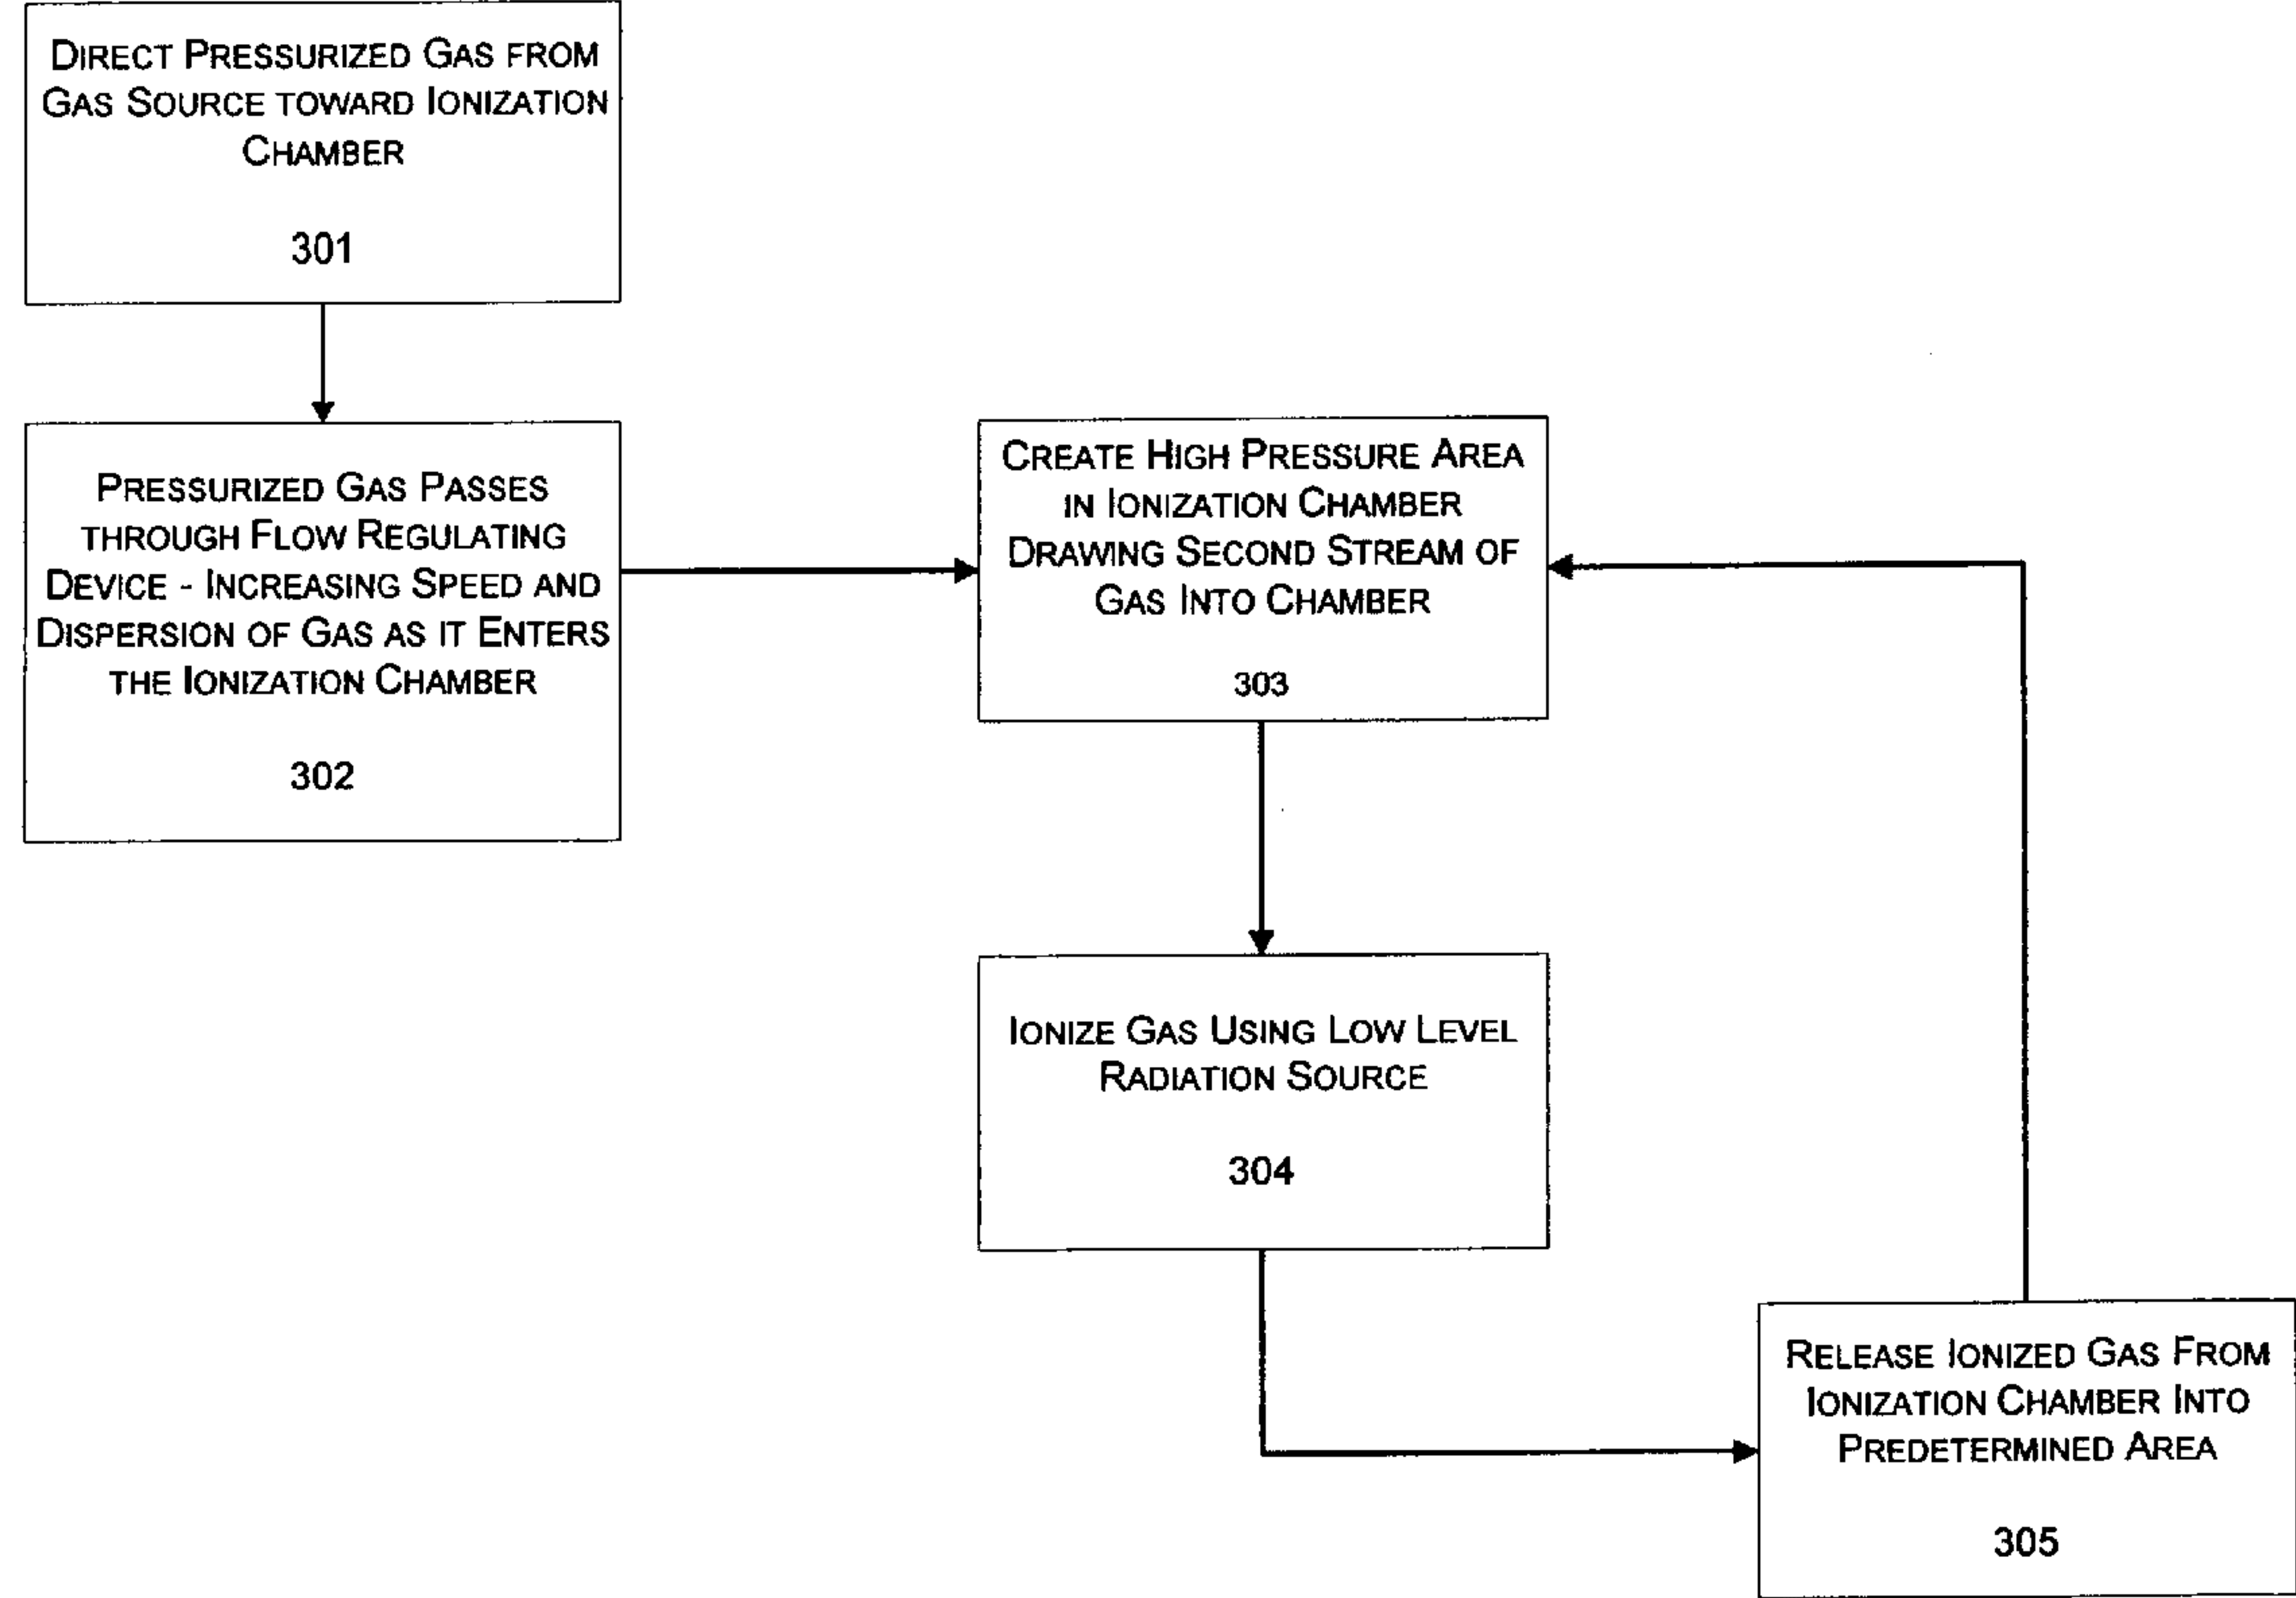 DIRECT PRESSURIZED GAS FROM
GAS SOURCE TOWARD IONIZATION
CHAMBER
301
PRESSURIZED GAS PASSES
THROUGH FLOW REGULATING
DEVICE - INCREASING SPEED AND
DISPERSION OF GAS AS IT ENTERS
THE IONIZATION CHAMBER
302
CREATE HIGH PRESSURE AREA
IN IONIZATION CHAMBER
DRAWING SECOND STREAM OF
GAS INTO CHAMBER
303
IONIZE GAS USING LOW LEVEL
RADIATION SOURCE
304
RELEASE IONIZED GAS FROM
IONIZATION CHAMBER INTO
PREDETERMINED AREA
305